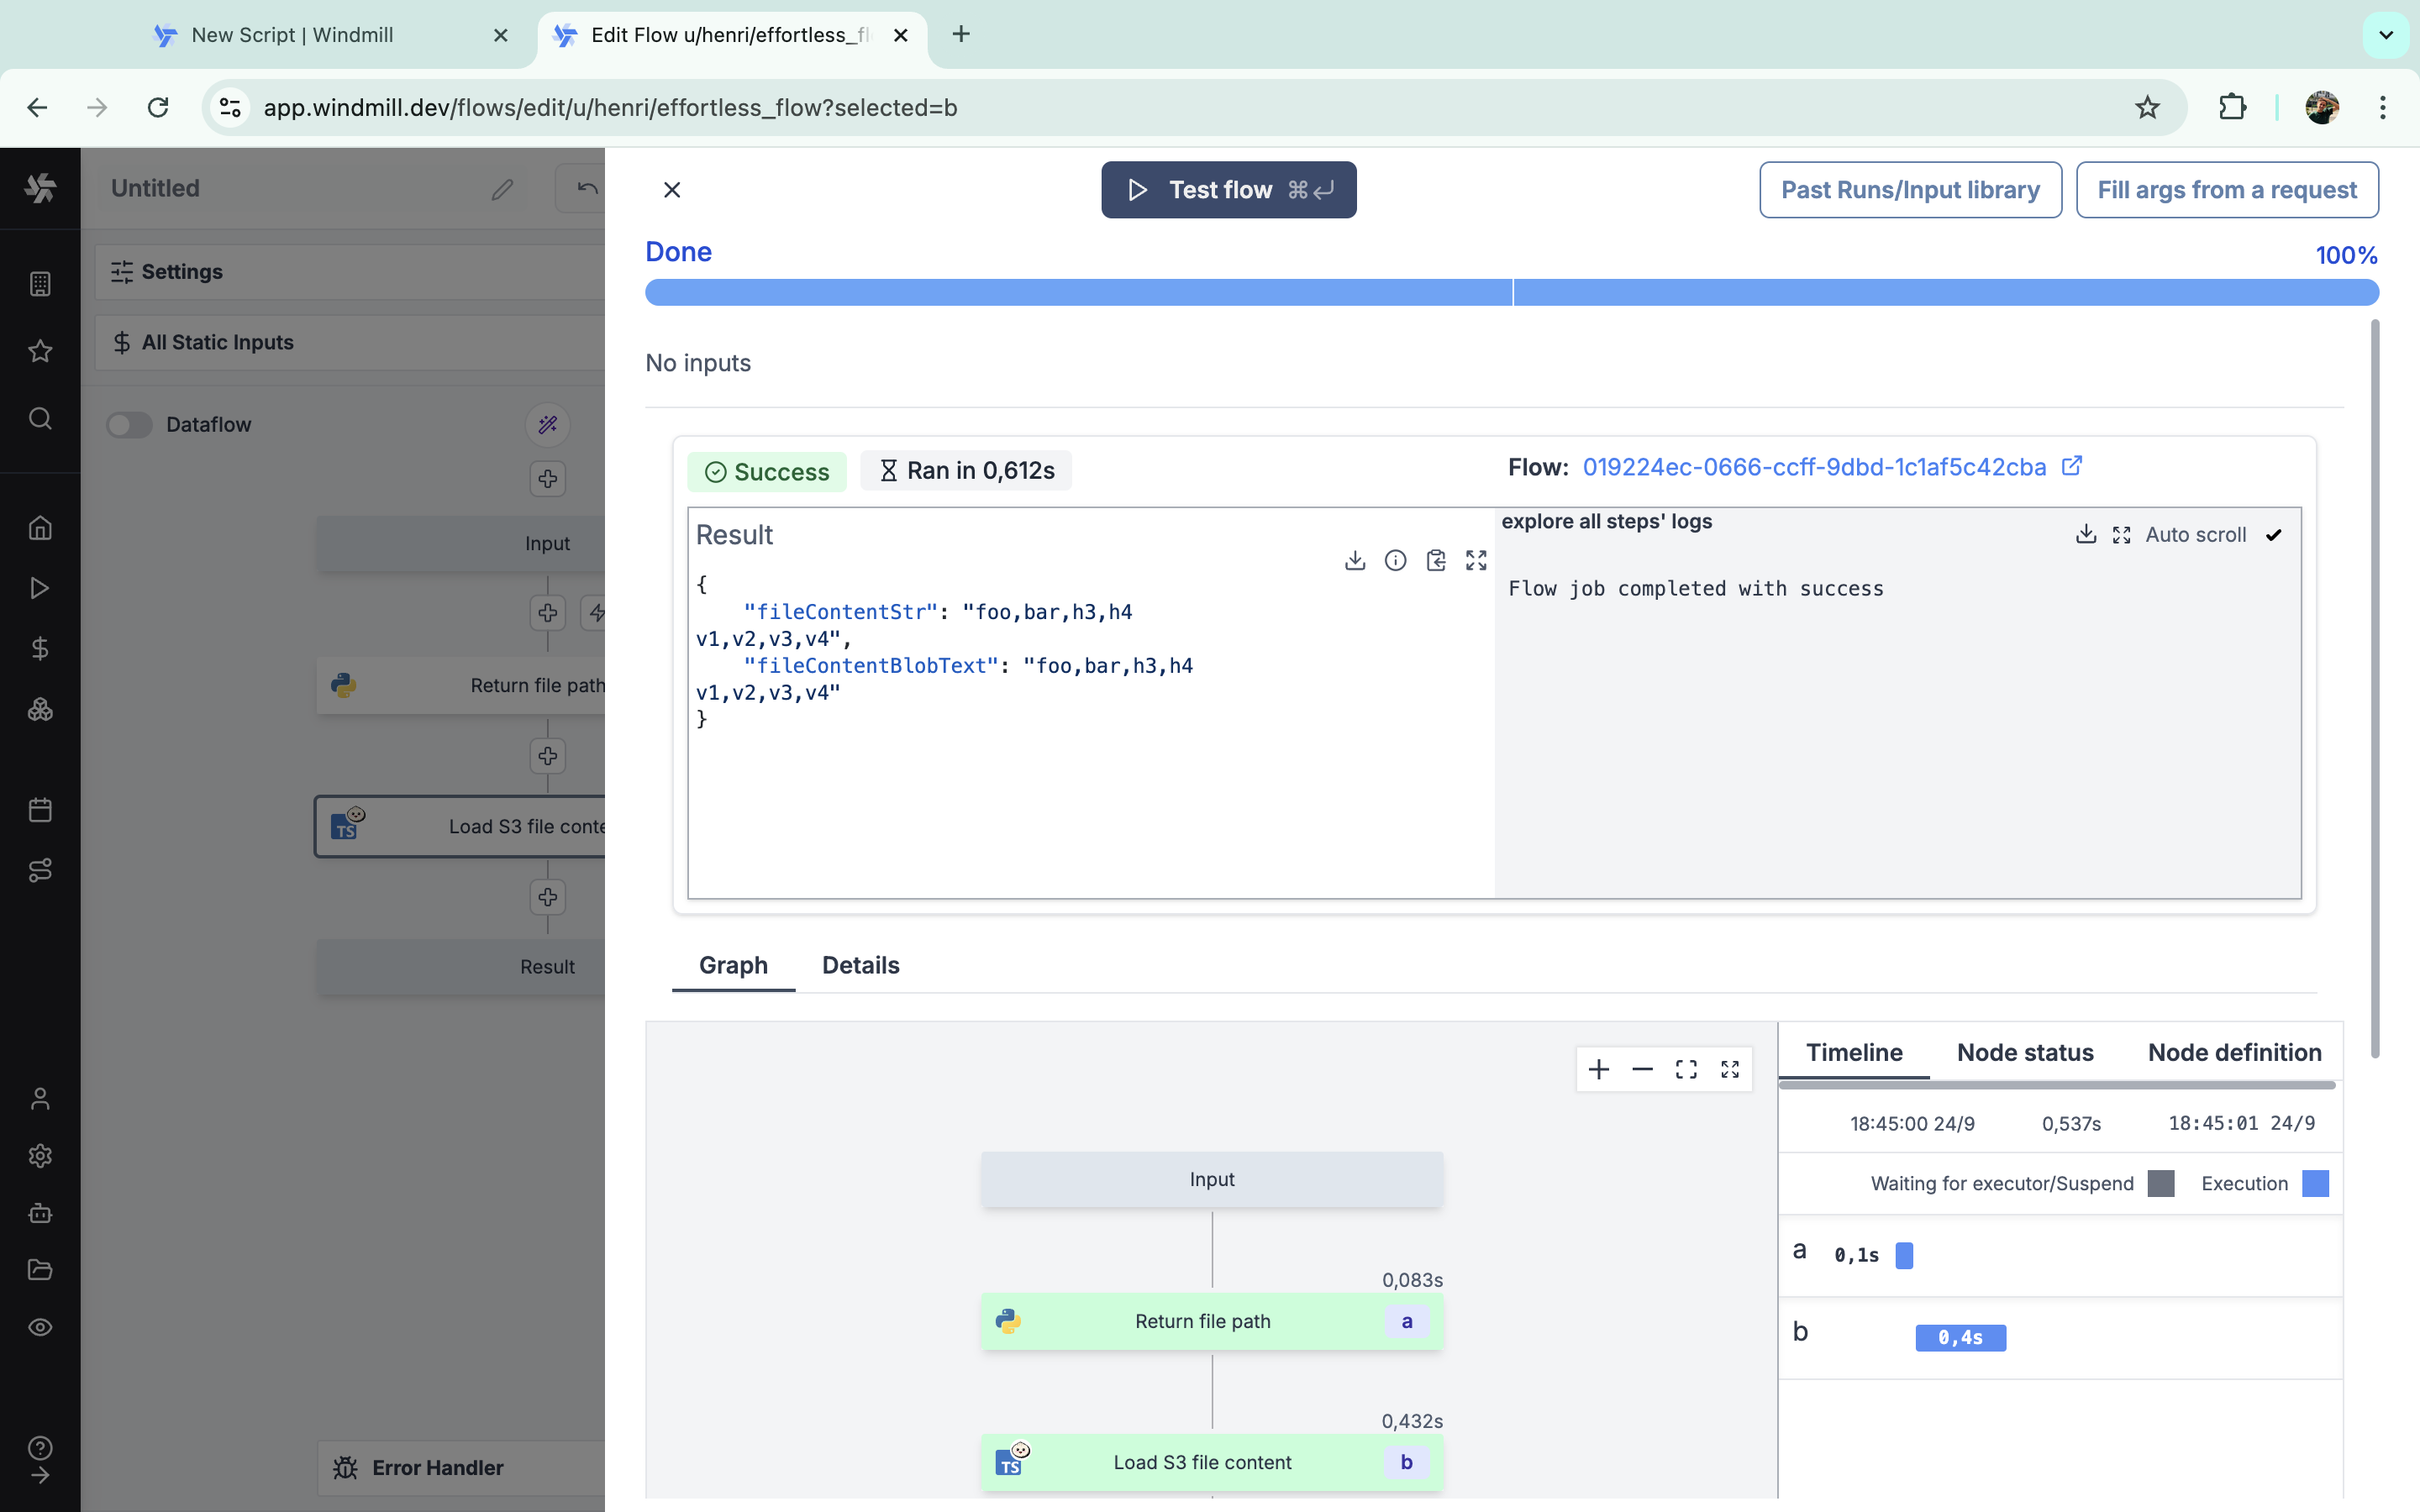 New Script | Windmill
Edit Flow u/henri/effortless_fl
app.windmill.dev/flows/edit/u/henri/effortless_flow?selected=b
Untitled
Settings
All Static Inputs
Dataflow
Input
Return file path
TS
Load S3 file conte
Result
Error Handler
Test flow ⌘
Past Runs/Input library
Fill args from a request
Done
100%
No inputs
Success
Ran in 0,612s
Flow: 019224ec-0666-ccff-9dbd-1c1af5c42cba
Result
{
"fileContentStr": "foo,bar,h3,h4
v1,v2,v3,v4",
"fileContentBlobText": "foo,bar,h3,h4
v1,v2,v3,v4"
}
explore all steps' logs
Auto scroll
Flow job completed with success
Graph
Details
Input
0,083s
Return file path
a
0,432s
TS
Load S3 file content
b
Timeline
Node status
Node definition
18:45:00 24/9
0,537s
18:45:01 24/9
Waiting for executor/Suspend
Execution
a
0,1s
b
0,4s